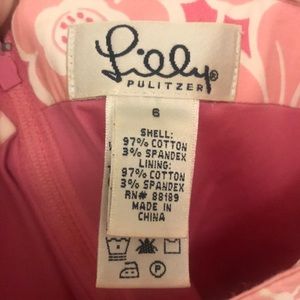 Lilly®
PULITZER
6
SHELL:
97% COTTON
3% SPANDEX
LINING:
97% COTTON
3% SPANDEX
RN# 88189
MADE IN
CHINA
P